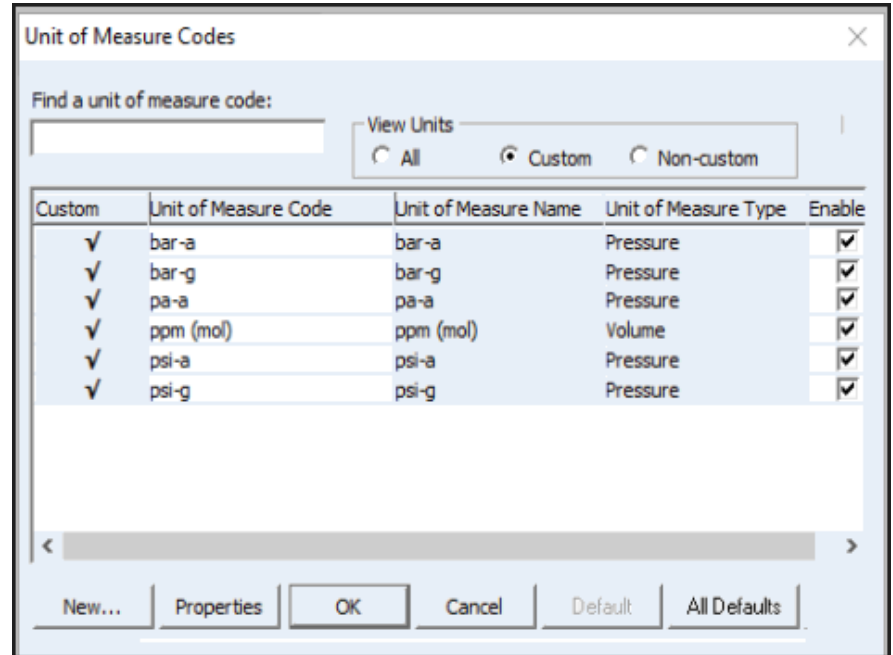 Unit of Measure Codes
Find a unit of measure code:
View Units
All Custom Non-custom
Custom Unit of Measure Code Unit of Measure Name Unit of Measure Type Enable
√ bar-a bar-a Pressure
√ bar-g bar-g Pressure
√ pa-a pa-a Pressure
√ ppm (mol) ppm (mol) Volume
√ psi-a psi-a Pressure
√ psi-g psi-g Pressure
New... Properties OK Cancel Default All Defaults